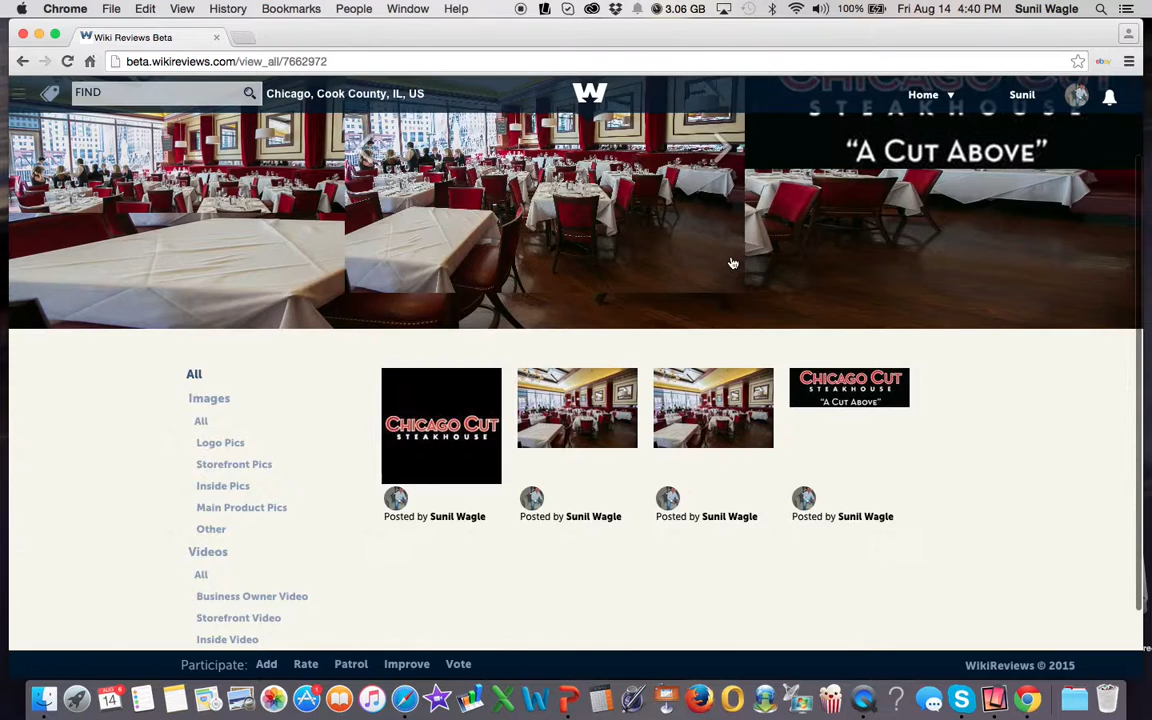 Chrome File Edit View History Bookmarks People Window Help 3.06 GB 100% Fri Aug 14 4:40 PM Sunil Wagle
Wiki Reviews Beta
beta.wikireviews.com/view_all/7662972 ebay
FIND Chicago, Cook County, IL, US W Home Sunil
CHICAGO CUT
STEAKHOUSE
“A CUT ABOVE”
All
Images
All
Logo Pics
Storefront Pics
Inside Pics
Main Product Pics
Other
Videos
All
Business Owner Video
Storefront Video
Inside Video
CHICAGO CUT
STEAKHOUSE
CHICAGO CUT
STEAKHOUSE
“A CUT ABOVE”
Posted by Sunil Wagle
Posted by Sunil Wagle
Posted by Sunil Wagle
Posted by Sunil Wagle
Participate: Add Rate Patrol Improve Vote WikiReviews © 2015